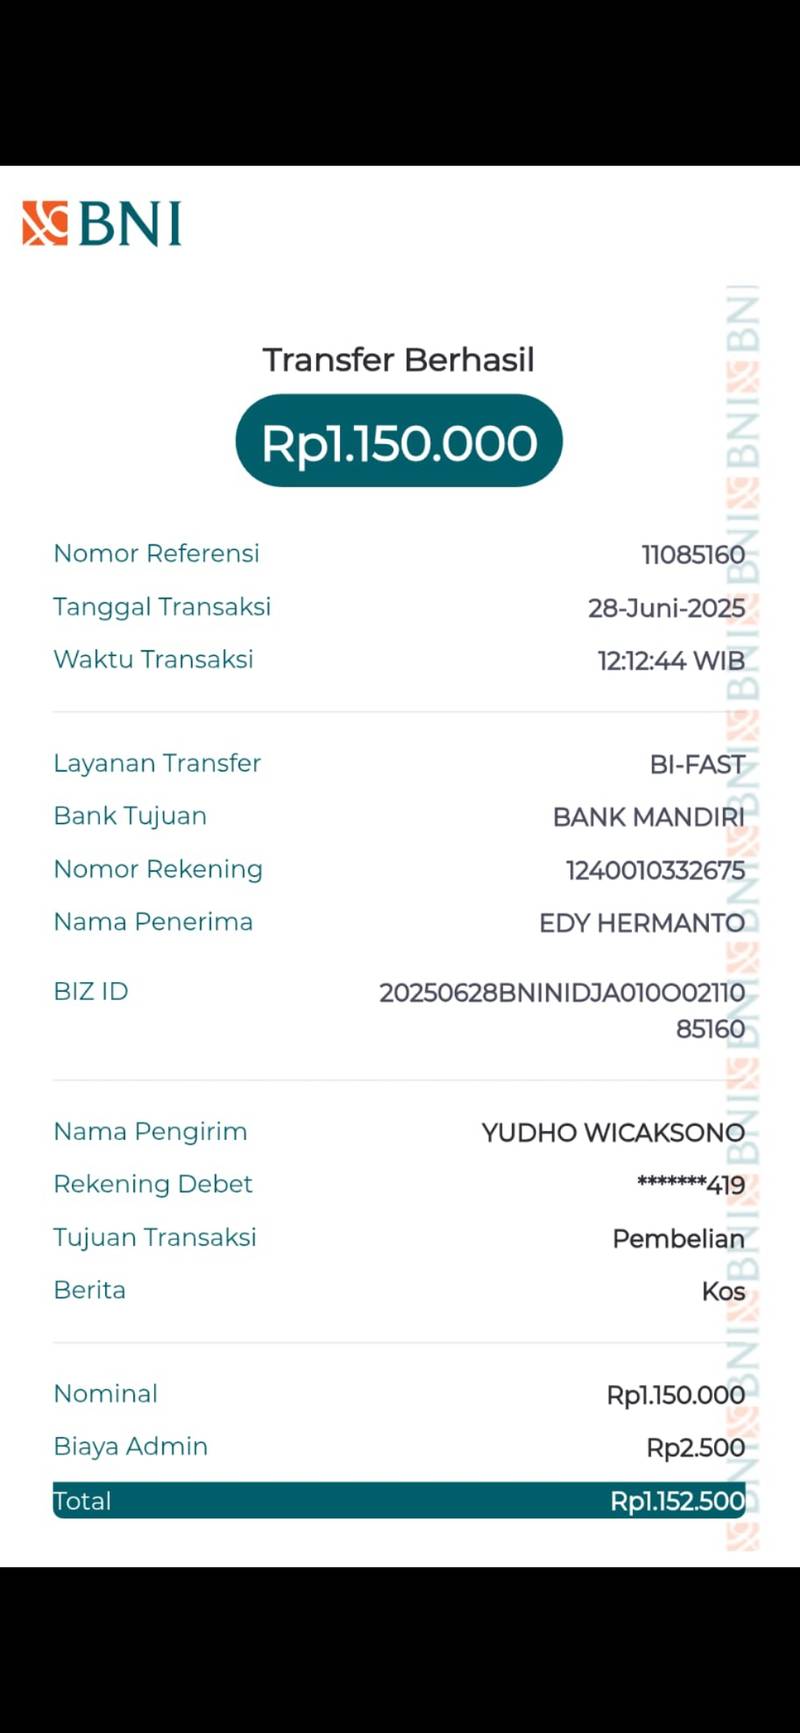 BNI
Transfer Berhasil
Rp1.150.000
Nomor Referensi 11085160
Tanggal Transaksi 28-Juni-2025
Waktu Transaksi 12:12:44 WIB
Layanan Transfer BI-FAST
Bank Tujuan BANK MANDIRI
Nomor Rekening 1240010332675
Nama Penerima EDY HERMANTO
BIZ ID 20250628BNINIDJA010O02110
85160
Nama Pengirim YUDHO WICAKSONO
Rekening Debet *******419
Tujuan Transaksi Pembelian
Berita Kos
Nominal Rp1.150.000
Biaya Admin Rp2.500
Total Rp1.152.500
BNI BNI BNI BNI BNI BNI BNI BNI BNI BNI BNI